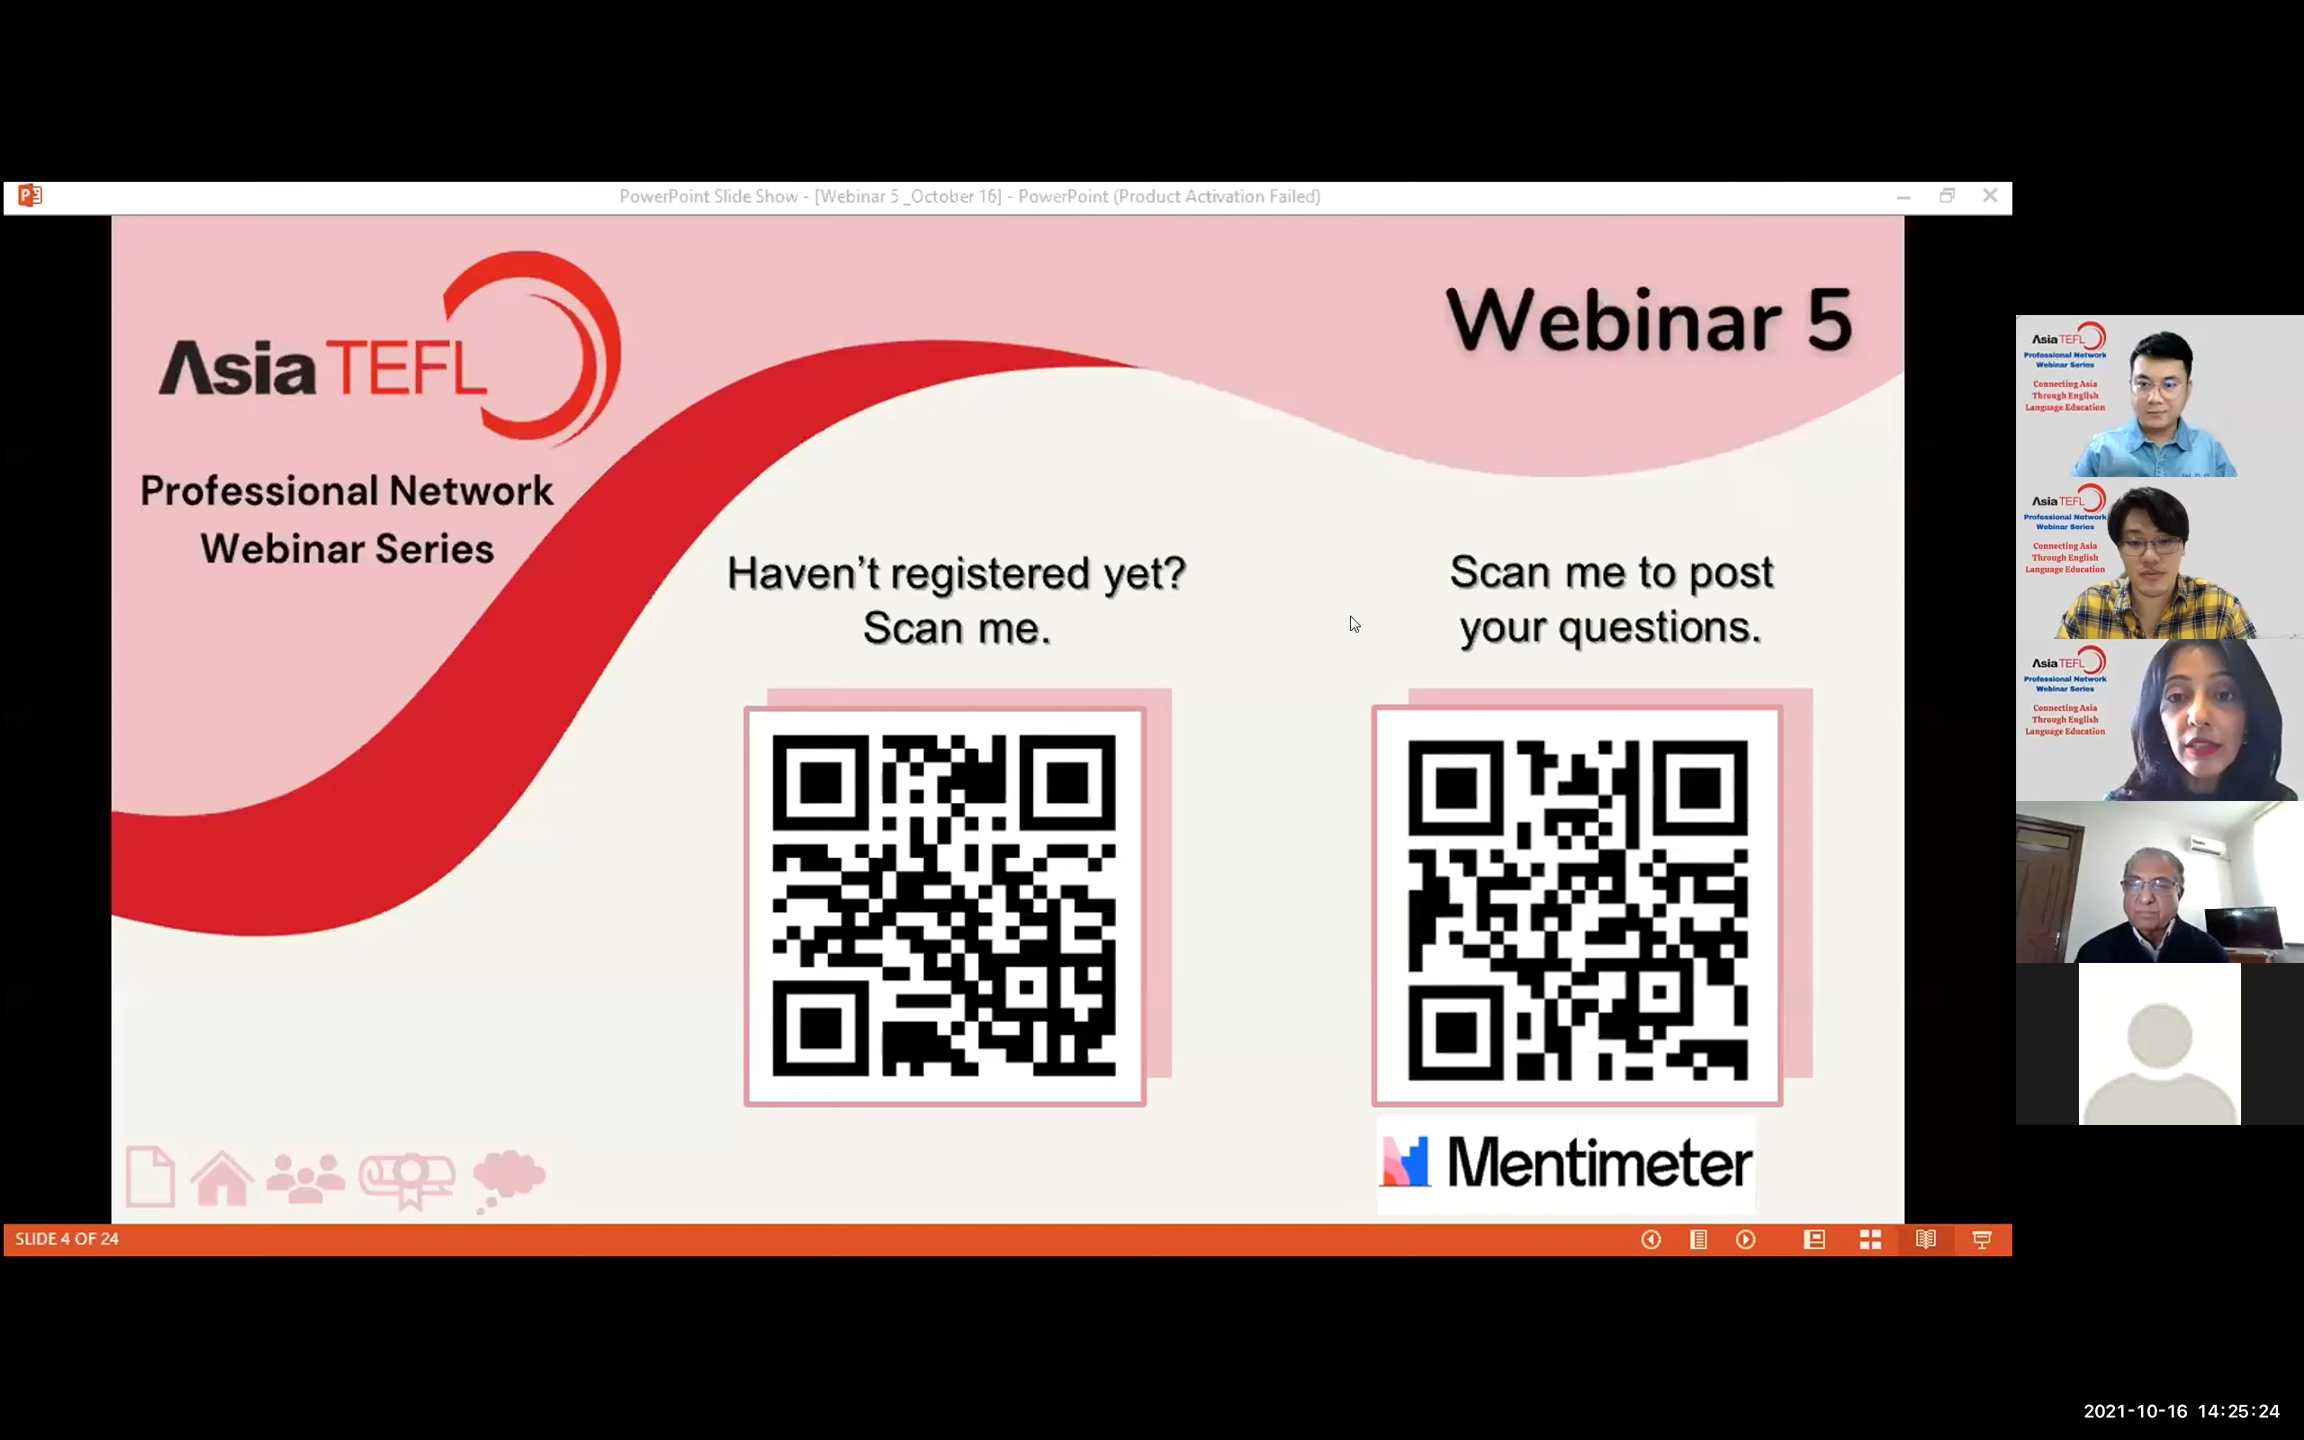 PowerPoint Slide Show - [Webinar 5 _October 16] - PowerPoint (Product Activation Failed)
Asia TEFL
Professional Network
Webinar Series
Webinar 5
Haven't registered yet?
Scan me.
Scan me to post
your questions.
Mentimeter
SLIDE 4 OF 24
Asia TEFL
Professional Network
Webinar Series
Connecting Asia
Through English
Language Education
Asia TEFL
Professional Network
Webinar Series
Connecting Asia
Through English
Language Education
Asia TEFL
Professional Network
Webinar Series
Connecting Asia
Through English
Language Education
2021-10-16 14:25:24